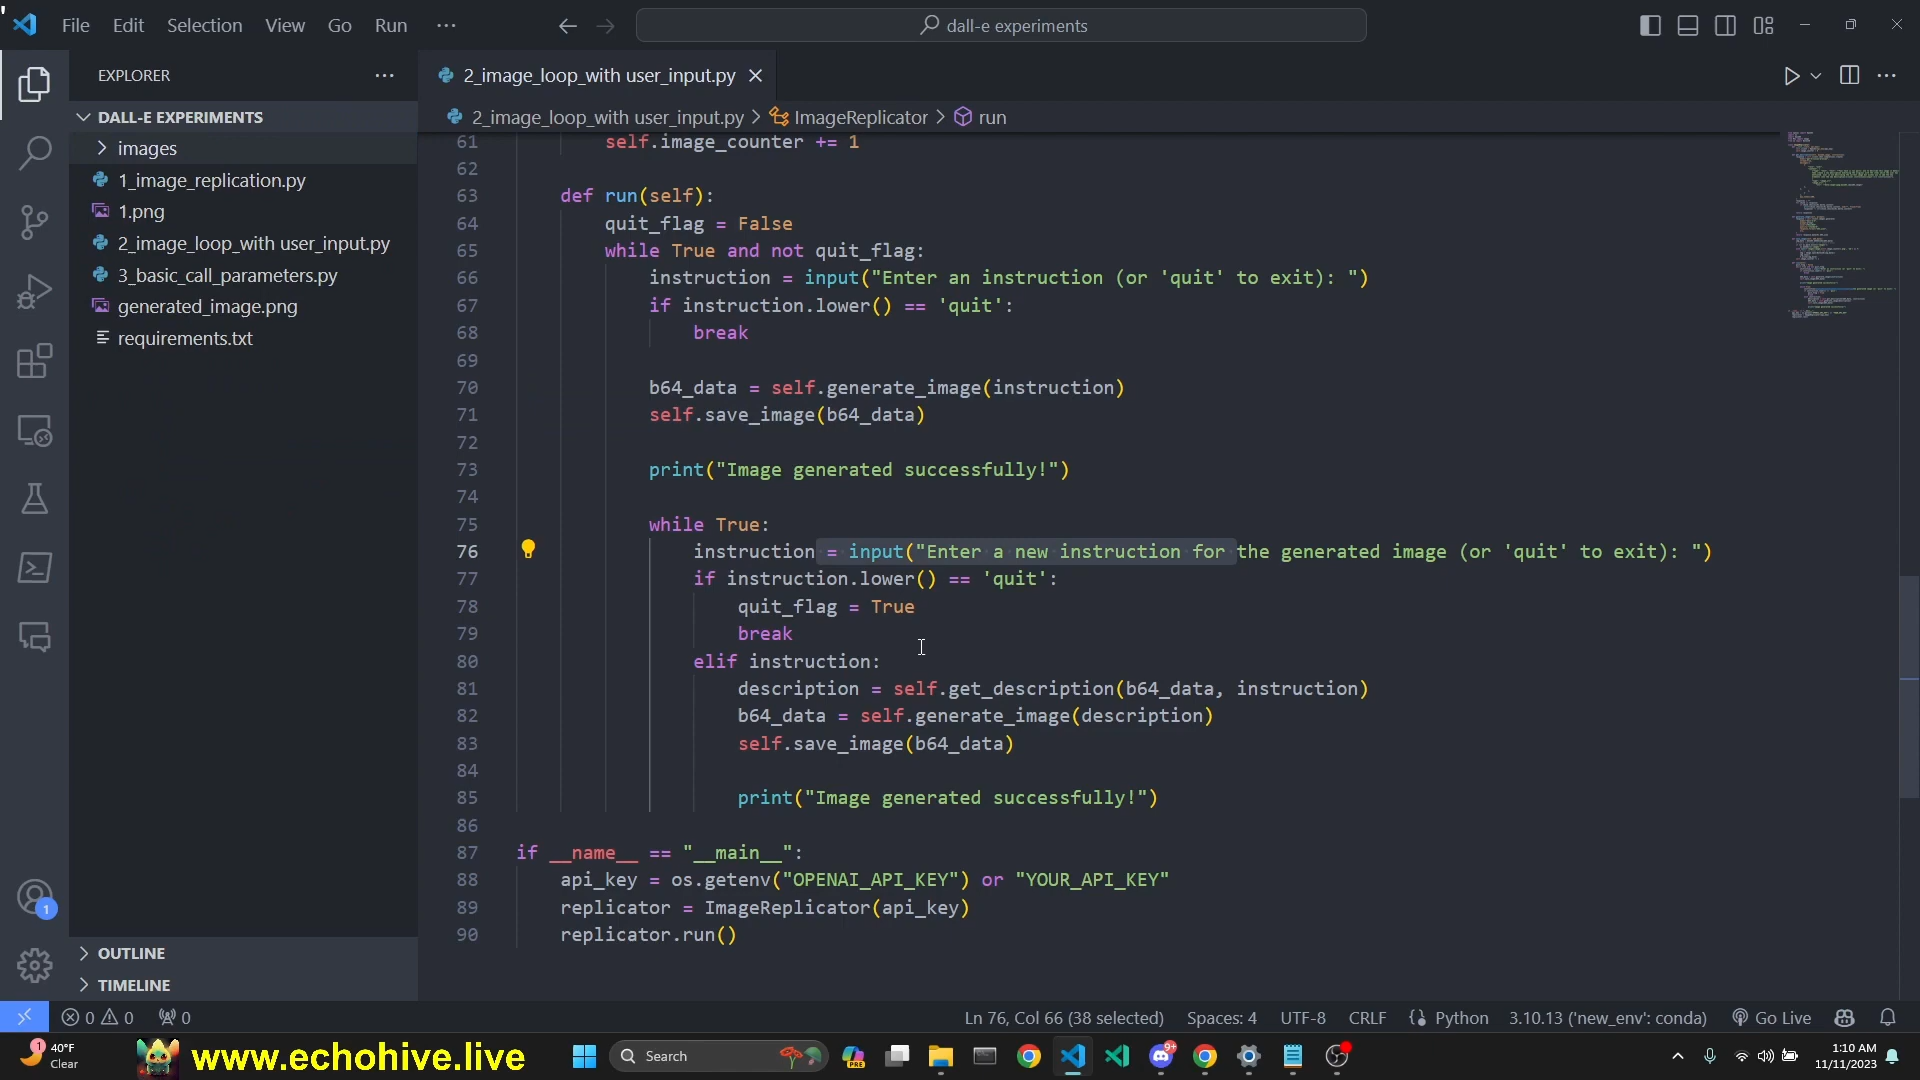 File Edit Selection View Go Run ···
dall-e experiments
EXPLORER ···
2_image_loop_with user_input.py
DALL-E EXPERIMENTS
2_image_loop_with user_input.py > ImageReplicator > run
images
1_image_replication.py
1.png
2_image_loop_with user_input.py
3_basic_call_parameters.py
generated_image.png
requirements.txt
61 self.image_counter += 1
62
63 def run(self):
64 quit_flag = False
65 while True and not quit_flag:
66 instruction = input("Enter an instruction (or 'quit' to exit): ")
67 if instruction.lower() == 'quit':
68 break
69
70 b64_data = self.generate_image(instruction)
71 self.save_image(b64_data)
72
73 print("Image generated successfully!")
74
75 while True:
76 instruction = input("Enter a new instruction for the generated image (or 'quit' to exit): ")
77 if instruction.lower() == 'quit':
78 quit_flag = True
79 break
80 elif instruction:
81 description = self.get_description(b64_data, instruction)
82 b64_data = self.generate_image(description)
83 self.save_image(b64_data)
84
85 print("Image generated successfully!")
86
87 if __name__ == "__main__":
88 api_key = os.getenv("OPENAI_API_KEY") or "YOUR_API_KEY"
89 replicator = ImageReplicator(api_key)
90 replicator.run()
OUTLINE
TIMELINE
1
0 0 0
Ln 76, Col 66 (38 selected) Spaces: 4 UTF-8 CRLF Python 3.10.13 ('new_env': conda) Go Live
1 40°F
Clear
www.echohive.live
Search
PRE
9+
1:10 AM
11/11/2023